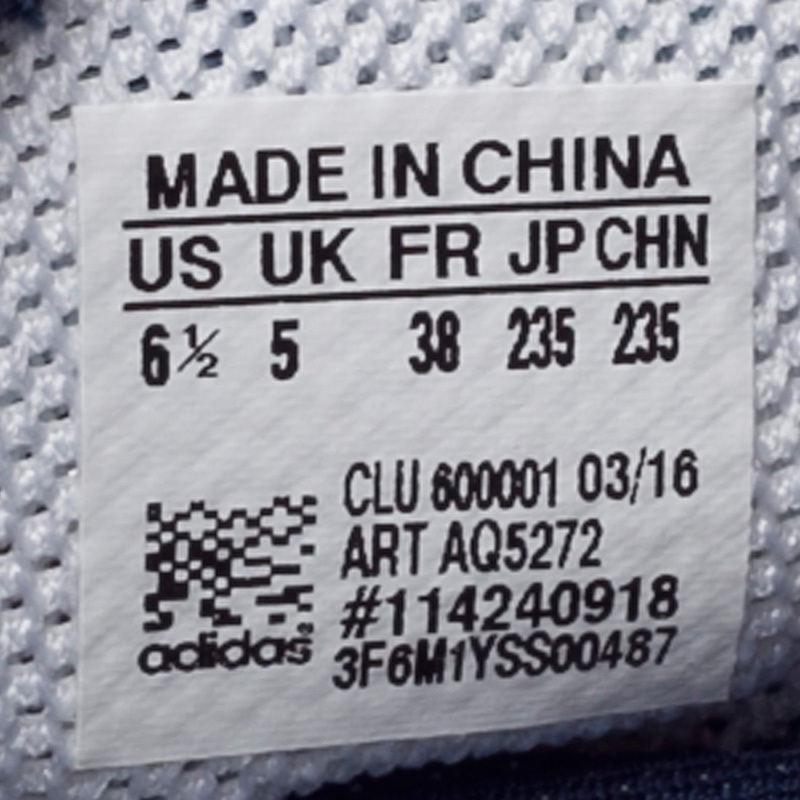 MADE IN CHINA
US UK FR JP CHN
6½ 5 38 235 235
CLU 600001 03/16
ART AQ5272
#114240918
adidas
3F6M1YSS00487